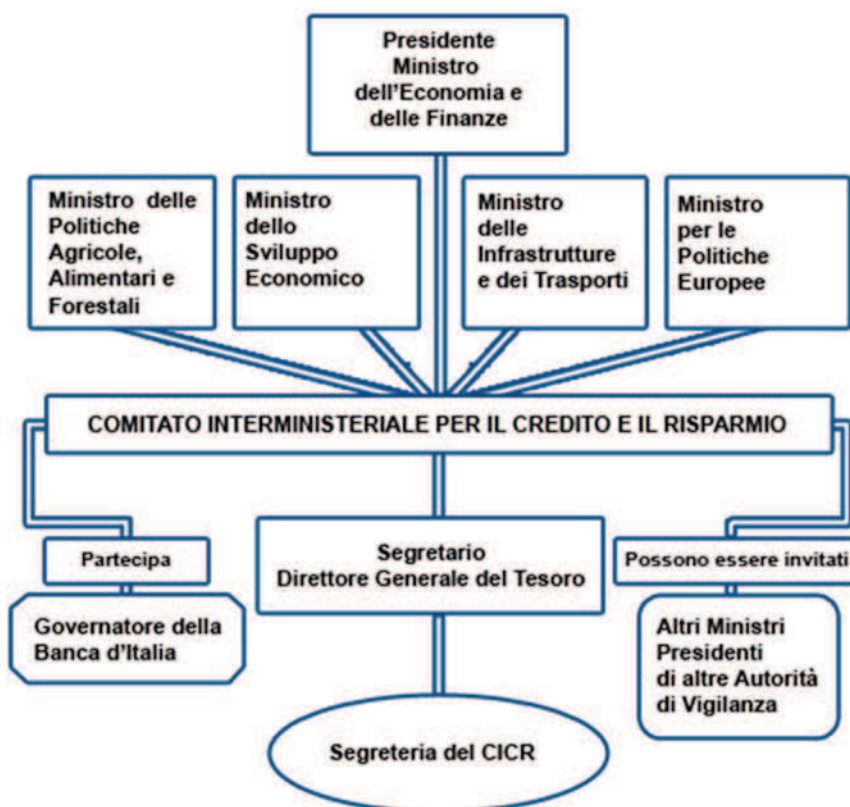 Presidente
Ministro
dell'Economia e
delle Finanze
Ministro delle
Politiche
Agricole,
Alimentari e
Forestali
Ministro
dello
Sviluppo
Economico
Ministro
delle
Infrastrutture
e dei Trasporti
Ministro
per le
Politiche
Europee
COMITATO INTERMINISTERIALE PER IL CREDITO E IL RISPARMIO
Partecipa
Governatore della
Banca d'Italia
Segretario
Direttore Generale del Tesoro
Possono essere invitati
Altri Ministri
Presidenti
di altre Autorità
di Vigilanza
Segreteria del CICR